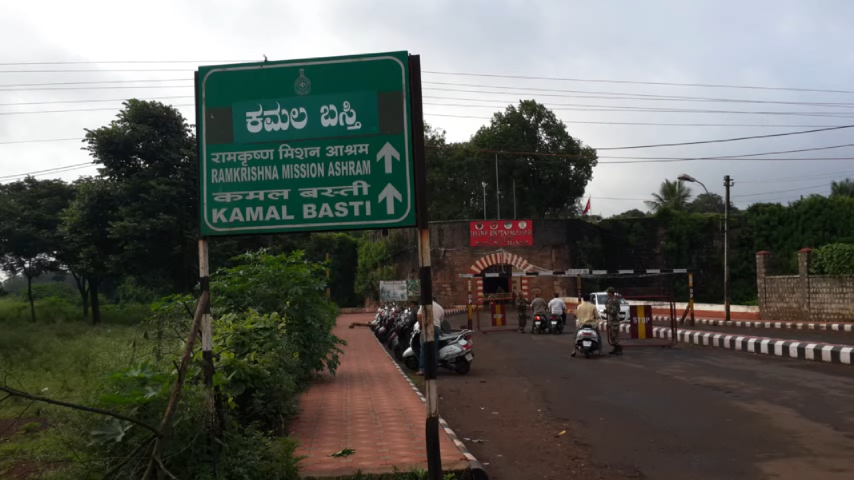 ಕಮಲ ಬಸ್ತಿ
रामकृष्ण मिशन आश्रम
RAMKRISHNA MISSION ASHRAM
कमल बस्ती
KAMAL BASTI
STOP